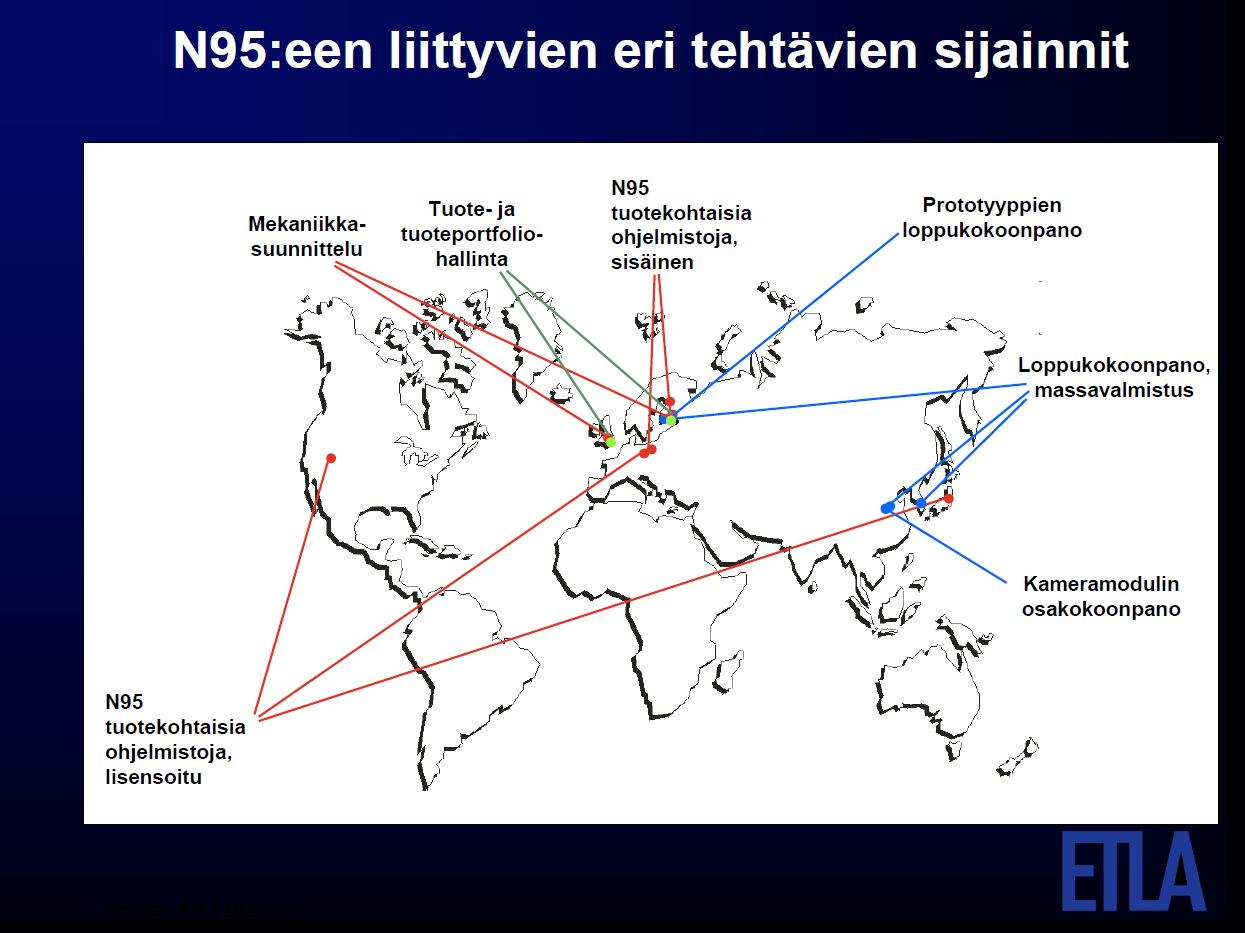 N95:een liittyvien eri tehtävien sijainnit
Mekaniikka-
suunnittelu
Tuote- ja
tuoteportfolio-
hallinta
N95
tuotekohtaisia
ohjelmistoja,
sisäinen
Prototyyppien
loppukokoonpano
Loppukokoonpano,
massavalmistus
Kameramodulin
osakokoonpano
N95
tuotekohtaisia
ohjelmistoja,
lisensoitu
ETLA